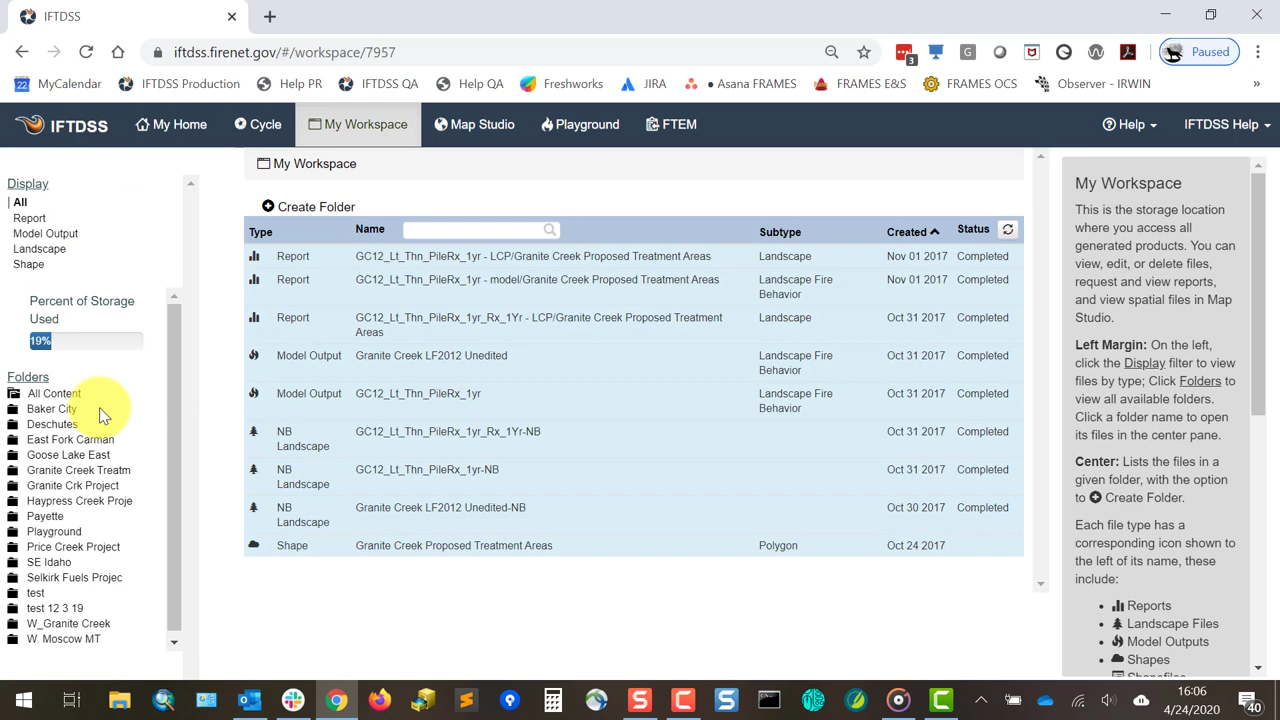 IFTDSS
iftdss.firenet.gov/#/workspace/7957
3
G
Paused
22 MyCalendar IFTDSS Production Help PR IFTDSS QA Help QA Freshworks JIRA • Asana FRAMES FRAMES E&S FRAMES OCS Observer - IRWIN »
IFTDSS My Home Cycle My Workspace Map Studio Playground FTEM Help IFTDSS Help
Display
All
Report
Model Output
Landscape
Shape
Percent of Storage
Used
19%
Folders
All Content
Baker City
Deschutes
East Fork Carman
Goose Lake East
Granite Creek Treatm
Granite Crk Project
Haypress Creek Proje
Payette
Playground
Price Creek Project
SE Idaho
Selkirk Fuels Projec
test
test 12 3 19
W_Granite Creek
W. Moscow MT
My Workspace
Create Folder
Type Name Subtype Created Status
Report GC12_Lt_Thn_PileRx_1yr - LCP/Granite Creek Proposed Treatment Areas Landscape Nov 01 2017 Completed
Report GC12_Lt_Thn_PileRx_1yr - model/Granite Creek Proposed Treatment Areas Landscape Fire Nov 01 2017 Completed
Behavior
Report GC12_Lt_Thn_PileRx_1yr_Rx_1Yr - LCP/Granite Creek Proposed Treatment Landscape Oct 31 2017 Completed
Areas
Model Output Granite Creek LF2012 Unedited Landscape Fire Oct 31 2017 Completed
Behavior
Model Output GC12_Lt_Thn_PileRx_1yr Landscape Fire Oct 31 2017 Completed
Behavior
NB GC12_Lt_Thn_PileRx_1yr_Rx_1Yr-NB Oct 31 2017 Completed
Landscape
NB GC12_Lt_Thn_PileRx_1yr-NB Oct 31 2017 Completed
Landscape
NB Granite Creek LF2012 Unedited-NB Oct 30 2017 Completed
Landscape
Shape Granite Creek Proposed Treatment Areas Polygon Oct 24 2017
My Workspace
This is the storage location
where you access all
generated products. You can
view, edit, or delete files,
request and view reports,
and view spatial files in Map
Studio.
Left Margin: On the left,
click the Display filter to view
files by type; Click Folders to
view all available folders.
Click a folder name to open
its files in the center pane.
Center: Lists the files in a
given folder, with the option
to Create Folder.
Each file type has a
corresponding icon shown to
the left of its name, these
include:
• Reports
• Landscape Files
• Model Outputs
• Shapes
16:06
4/24/2020
40